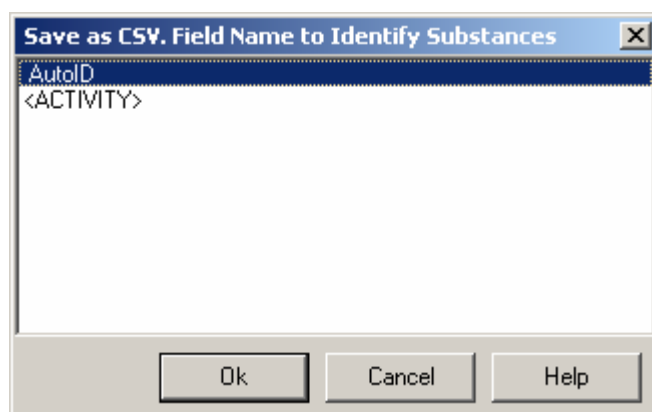 Save as CSV. Field Name to Identify Substances
AutoID
<ACTIVITY>
Ok Cancel Help